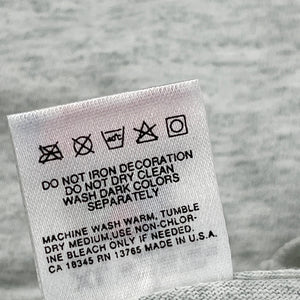 DO NOT IRON DECORATION
DO NOT DRY CLEAN
WASH DARK COLORS
SEPARATELY
MACHINE WASH WARM, TUMBLE
DRY MEDIUM.USE NON-CHLOR-
INE BLEACH ONLY IF NEEDED.
CA 18345 RN 13765 MADE IN U.S.A.